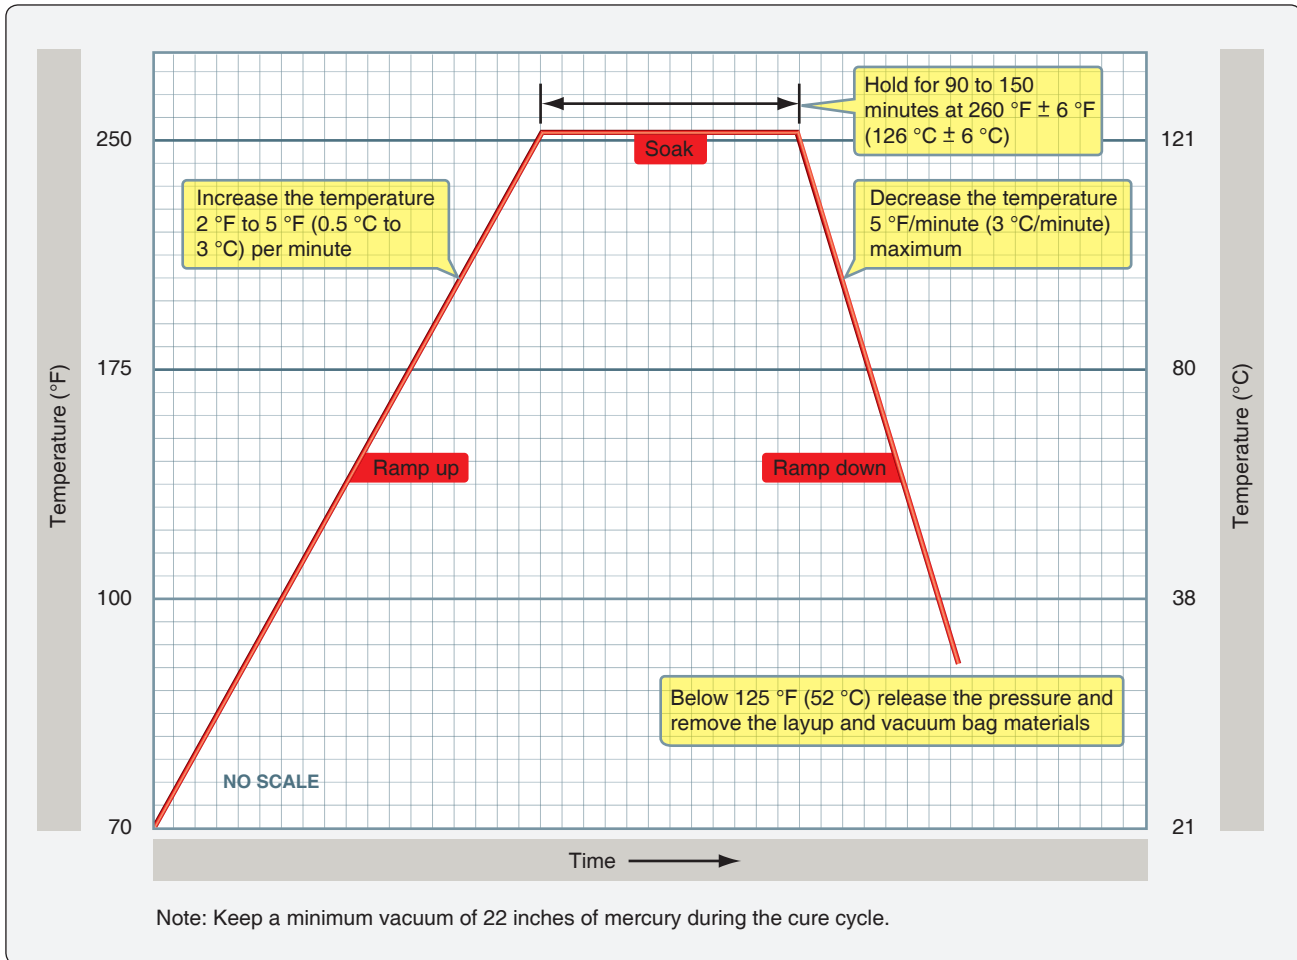 Hold for 90 to 150
minutes at 260 °F ± 6 °F
(126 °C ± 6 °C)
250
121
Soak
Increase the temperature
2 °F to 5 °F (0.5 °C to
3 °C) per minute
Decrease the temperature
5 °F/minute (3 °C/minute)
maximum
175
80
Temperature (°F)
Temperature (°C)
Ramp up
Ramp down
100
38
Below 125 °F (52 °C) release the pressure and
remove the layup and vacuum bag materials
NO SCALE
70
21
Time
Note: Keep a minimum vacuum of 22 inches of mercury during the cure cycle.